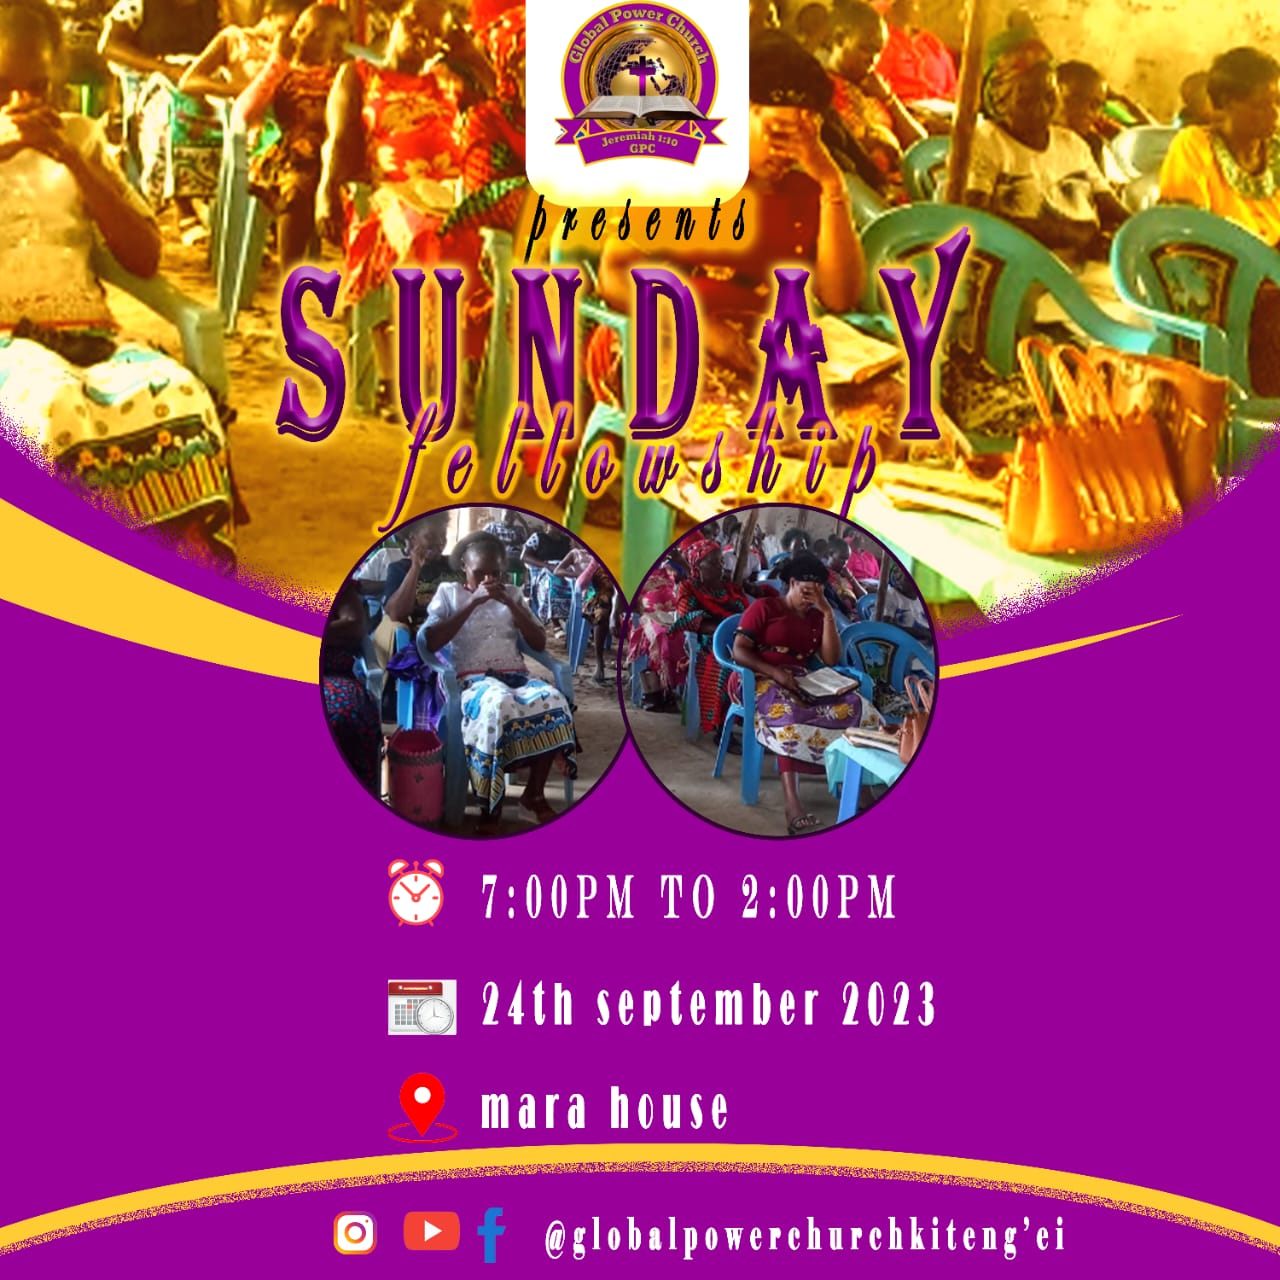 Global Power Church
Jeremiah 1:10
GPC
presents
SUNDAY
fellowship
7:00PM TO 2:00PM
24th september 2023
mara house
@globalpowerchurchkiteng’ei